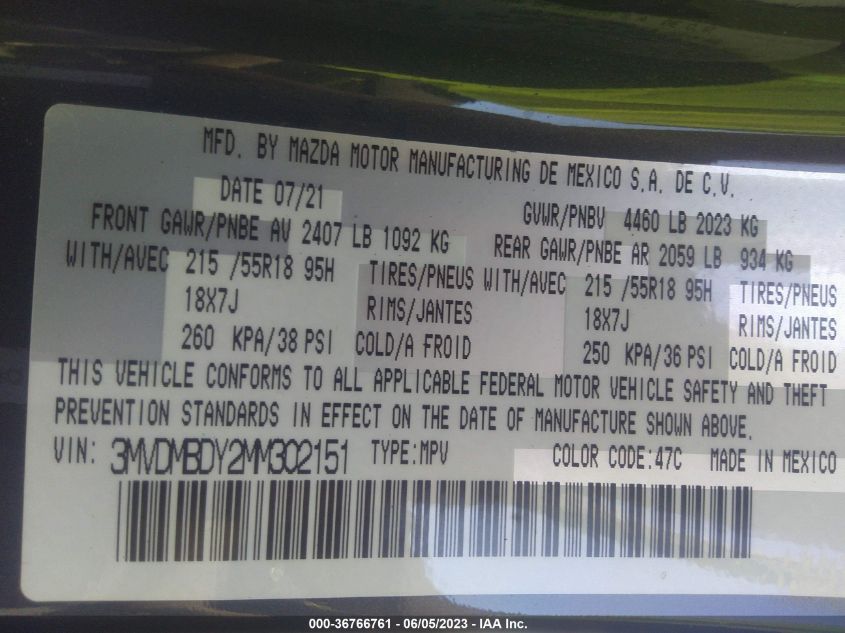 MFD. BY MAZDA MOTOR MANUFACTURING DE MEXICO S.A. DE C.V.
DATE 07/21 GVWR/PNBV 4460 LB 2023 KG
FRONT GAWR/PNBE AV 2407 LB 1092 KG REAR GAWR/PNBE AR 2059 LB 934 KG
WITH/AVEC 215 /55R18 95H TIRES/PNEUS WITH/AVEC 215 /55R18 95H TIRES/PNEUS
18X7J RIMS/JANTES 18X7J RIMS/JANTES
260 KPA/38 PSI COLD/A FROID 250 KPA/36 PSI COLD/A FROID
THIS VEHICLE CONFORMS TO ALL APPLICABLE FEDERAL MOTOR VEHICLE SAFETY AND THEFT
PREVENTION STANDARDS IN EFFECT ON THE DATE OF MANUFACTURE SHOWN ABOVE.
VIN: 3MVDMBDY2MM302151 TYPE:MPV COLOR CODE:47C MADE IN MEXICO
000-36766761 - 06/05/2023 - IAA Inc.